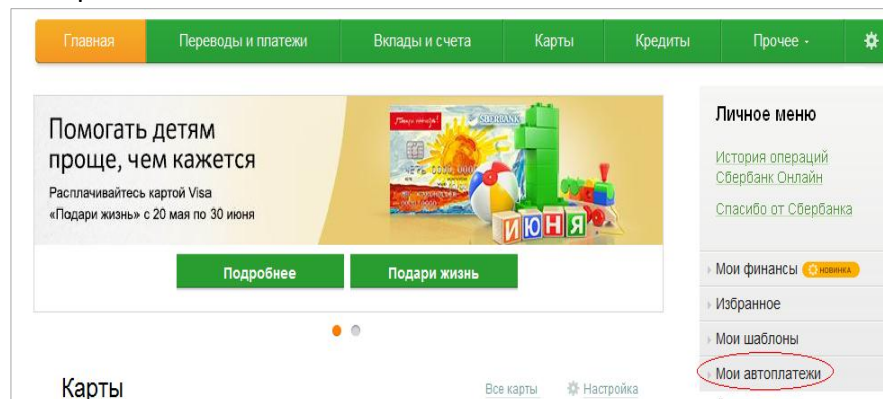 Главная Переводы и платежи Вклады и счета Карты Кредиты Прочее
Помогать детям
проще, чем кажется
Расплачивайтесь картой Visa
«Подари жизнь» с 20 мая по 30 июня
SBERBANK
ИЮНЯ
Подробнее Подари жизнь
Карты
Все карты Настройка
Личное меню
История операций
Сбербанк Онлайн
Спасибо от Сбербанка
Мои финансы НОВИНКА
Избранное
Мои шаблоны
Мои автоплатежи